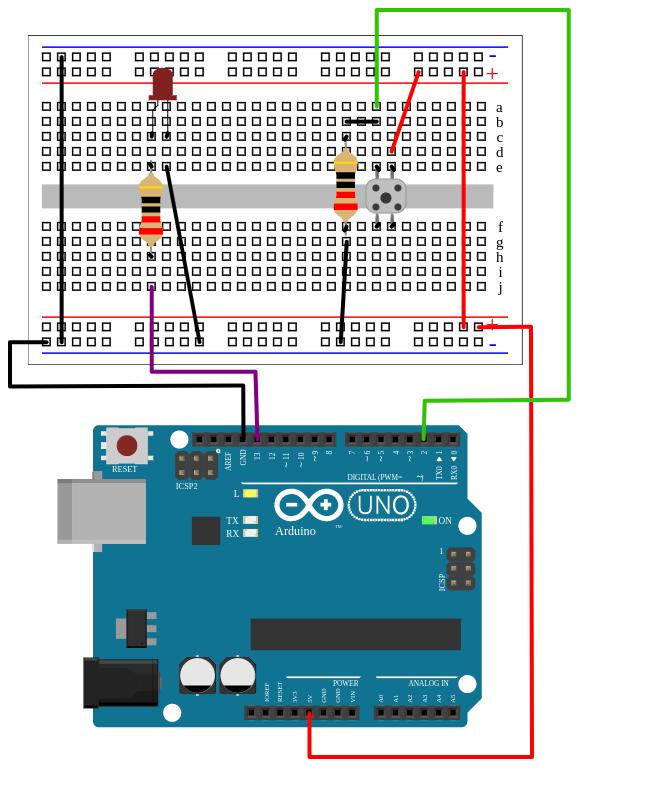 -
+
a
b
c
d
e
f
g
h
i
j
+
-
RESET
ICSP2
AREF
GND
13
12
~11
~10
~9
8
7
~6
~5
4
~3
2
TX0 1
RX0 0
DIGITAL (PWM=
L
TX
RX
UNO
Arduino
™
ON
1
ICSP
POWER
ANALOG IN
IOREF
RESET
3V3
5V
GND
GND
VIN
A0
A1
A2
A3
A4
A5